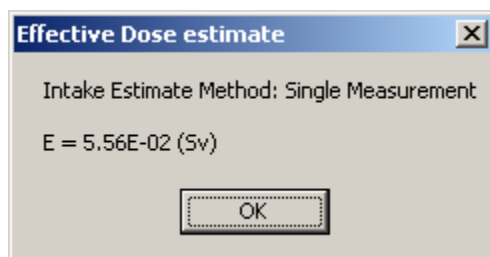 Effective Dose estimate
Intake Estimate Method: Single Measurement
E = 5.56E-02 (Sv)
OK